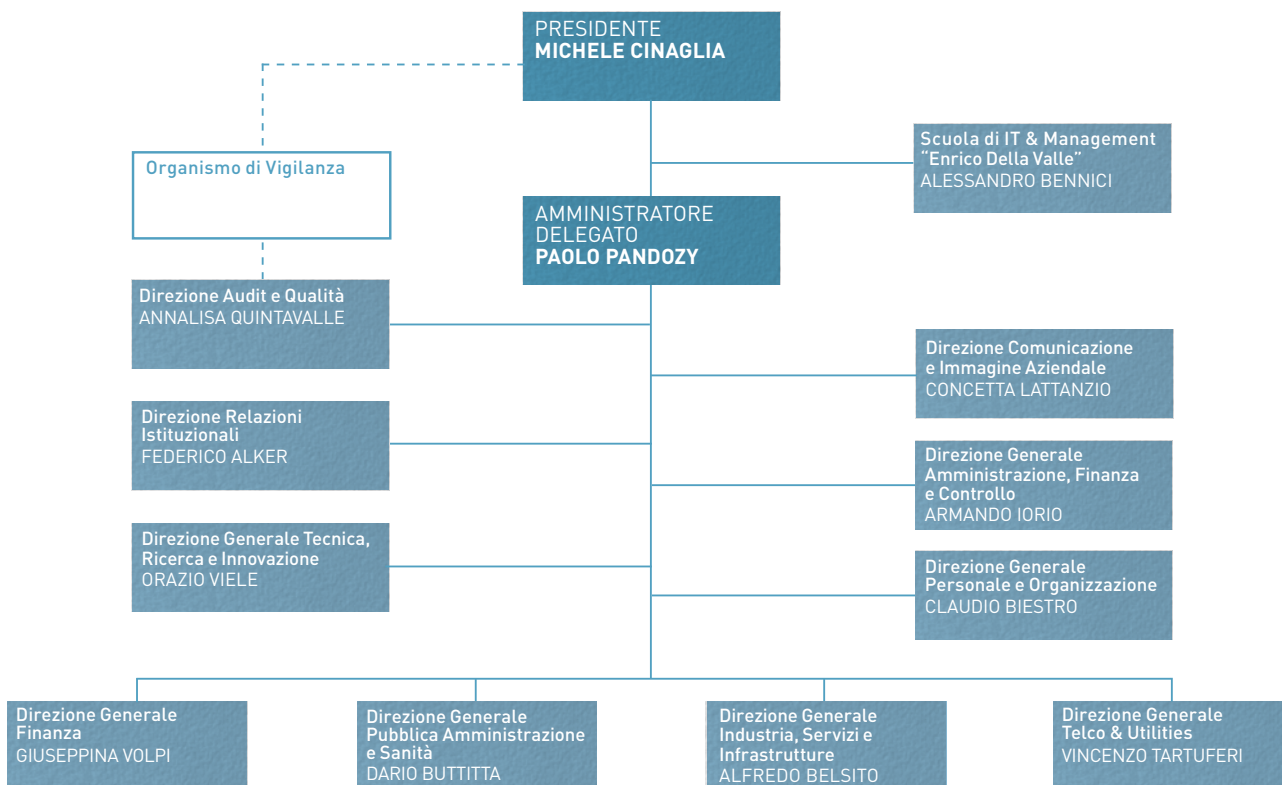 PRESIDENTE
MICHELE CINAGLIA
Scuola di IT & Management
“Enrico Della Valle”
ALESSANDRO BENNICI
Organismo di Vigilanza
AMMINISTRATORE
DELEGATO
PAOLO PANDOZY
Direzione Audit e Qualità
ANNALISA QUINTAVALLE
Direzione Comunicazione
e Immagine Aziendale
CONCETTA LATTANZIO
Direzione Relazioni
Istituzionali
FEDERICO ALKER
Direzione Generale
Amministrazione, Finanza
e Controllo
ARMANDO IORIO
Direzione Generale Tecnica,
Ricerca e Innovazione
ORAZIO VIELE
Direzione Generale
Personale e Organizzazione
CLAUDIO BIESTRO
Direzione Generale
Finanza
GIUSEPPINA VOLPI
Direzione Generale
Pubblica Amministrazione
e Sanità
DARIO BUTTITTA
Direzione Generale
Industria, Servizi e
Infrastrutture
ALFREDO BELSITO
Direzione Generale
Telco & Utilities
VINCENZO TARTUFERI